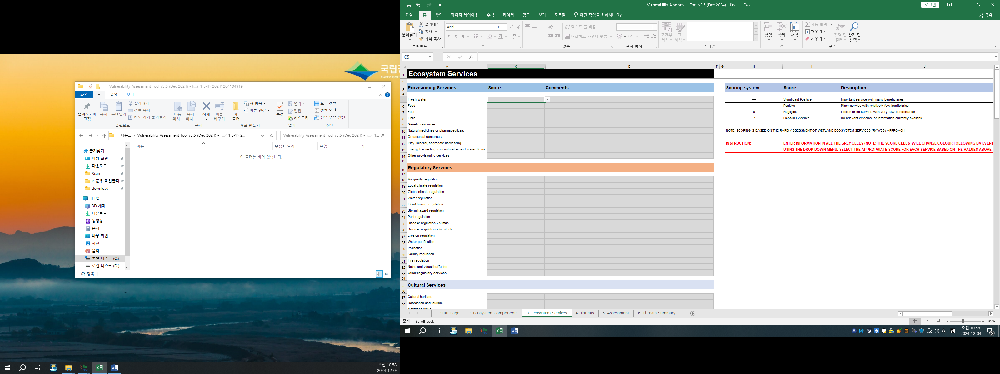 국립공
KOREA NATI
Vulnerability Assessment Tool v3.5 (Dec 2024) - fi...(외 5개)_20241204104919
파일 홈 공유 보기
즐겨찾기에 고정
복사
붙여넣기
잘라내기
경로 복사
바로 가기 붙여넣기
클립보드
이동 위치
복사 위치
삭제
이름 바꾸기
구성
새 폴더
새 항목
빠른 연결
새로 만들기
속성
열기
편집
히스토리
열기
모두 선택
선택 안 함
선택 영역 반전
선택
« 다운... › Vulnerability Assessment Tool v3.5 (Dec 2024) - fi...(외 5개)_2...
Vulnerability Assessment Tool v3.5 (Dec 2024) - fi...(외...
이름 수정한 날짜 유형 크기
이 폴더는 비어 있습니다.
즐겨찾기
바탕 화면
다운로드
Scan
서준우 작업폴더
download
내 PC
3D 개체
다운로드
동영상
문서
바탕 화면
사진
음악
로컬 디스크 (C:)
로컬 디스크 (D:)
0개 항목
오전 10:58
2024-12-04
Vulnerability Assessment Tool v3.5 (Dec 2024) - final - Excel
로그인
파일 홈 삽입 페이지 레이아웃 수식 데이터 검토 보기 도움말 어떤 작업을 원하시나요?
공유
붙여넣기
잘라내기
복사
서식 복사
클립보드
Arial 10
가 가 가 가 가 가 내천
글꼴
텍스트 줄 바꿈
병합하고 가운데 맞춤
맞춤
%
표시 형식
조건부 서식
표 서식
스타일
삽입 삭제 서식
셀
자동 합계
채우기
지우기
정렬 및 필터
찾기 및 선택
편집
C5 fx
A C E F G H I J
1 Ecosystem Services
2
3 Provisioning Services Score Comments
4
5 Fresh water
6 Food
7 Fuel
8 Fibre
9 Genetic resources
10 Natural medicines or pharmaceuticals
11 Ornamental resources
12 Clay, mineral, aggregate harvesting
13 Energy harvesting from natural air and water flows
14 Other provisioning services
15
16 Regulatory Services
17
18 Air quality regulation
19 Local climate regulation
20 Global climate regulation
21 Water regulation
22 Flood hazard regulation
23 Storm hazard regulation
24 Pest regulation
25 Disease regulation - human
26 Disease regulation - livestock
27 Erosion regulation
28 Water purification
29 Pollination
30 Salinity regulation
31 Fire regulation
32 Noise and visual buffering
33 Other regulatory services
34
35 Cultural Services
36
37 Cultural heritage
38 Recreation and tourism
Scoring system Score Description
++ Significant Positive Important service with many beneficiaries
+ Positive Minor service with relatively few benficiaries
0 Negligible Limited or no service with very few beneficiaries
? Gaps in Evidence No relevant evidence or information currently available
NOTE: SCORING IS BASED ON THE RAPID ASSESSMENT OF WETLAND ECOSYSTEM SERVICES (RAWES) APPROACH
INSTRUCTION: ENTER INFORMATION IN ALL THE GREY CELLS (NOTE: THE SCORE CELLS WILL CHANGE COLOUR FOLLOWING DATA ENT
USING THE DROP DOWN MENU, SELECT THE APPROPRIATE SCORE FOR EACH SERVICE BASED ON THE VALUES ABOVE
1. Start Page 2. Ecosystem Components 3. Ecosystem Services 4. Threats 5. Assessment 6. Threats Summary
준비 Scroll Lock
85%
A 한
오전 10:58
2024-12-04
5